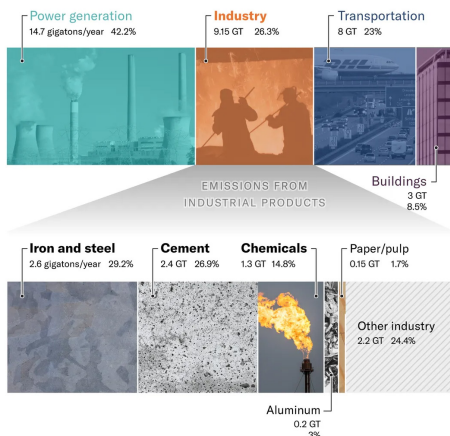 Power generation
14.7 gigatons/year 42.2%
Industry
9.15 GT 26.3%
Transportation
8 GT 23%
Buildings
3 GT
8.5%
EMISSIONS FROM
INDUSTRIAL PRODUCTS
Iron and steel
2.6 gigatons/year 29.2%
Cement
2.4 GT 26.9%
Chemicals
1.3 GT 14.8%
Paper/pulp
0.15 GT 1.7%
Other industry
2.2 GT 24.4%
Aluminum
0.2 GT
3%